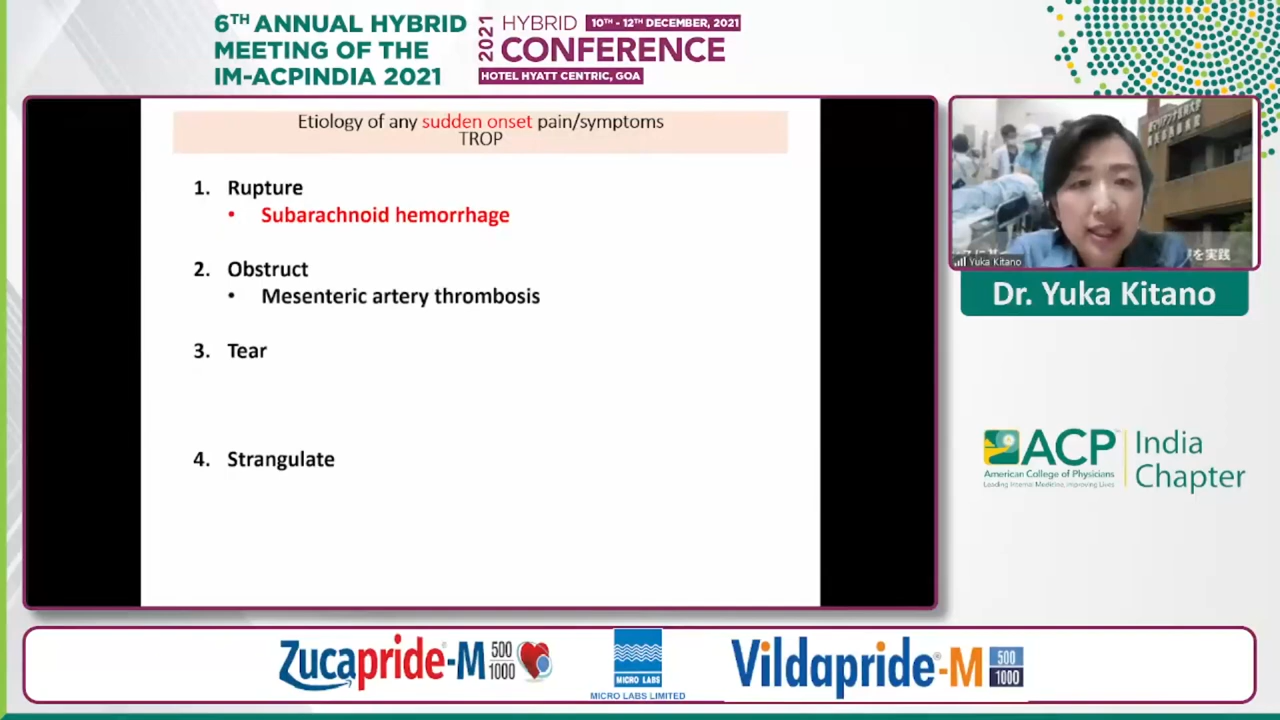 6TH ANNUAL HYBRID
MEETING OF THE
IM-ACPINDIA 2021
2021
HYBRID
10TH - 12TH DECEMBER, 2021
CONFERENCE
HOTEL HYATT CENTRIC, GOA
Etiology of any sudden onset pain/symptoms
TROP
1. Rupture
• Subarachnoid hemorrhage
2. Obstruct
• Mesenteric artery thrombosis
3. Tear
4. Strangulate
を実践
Yuka Kitano
Dr. Yuka Kitano
ACP
American College of Physicians
Leading Internal Medicine, Improving Lives
India
Chapter
Zucapride-M 500
1000
MICRO LABS
MICRO LABS LIMITED
Vildapride-M 500
1000